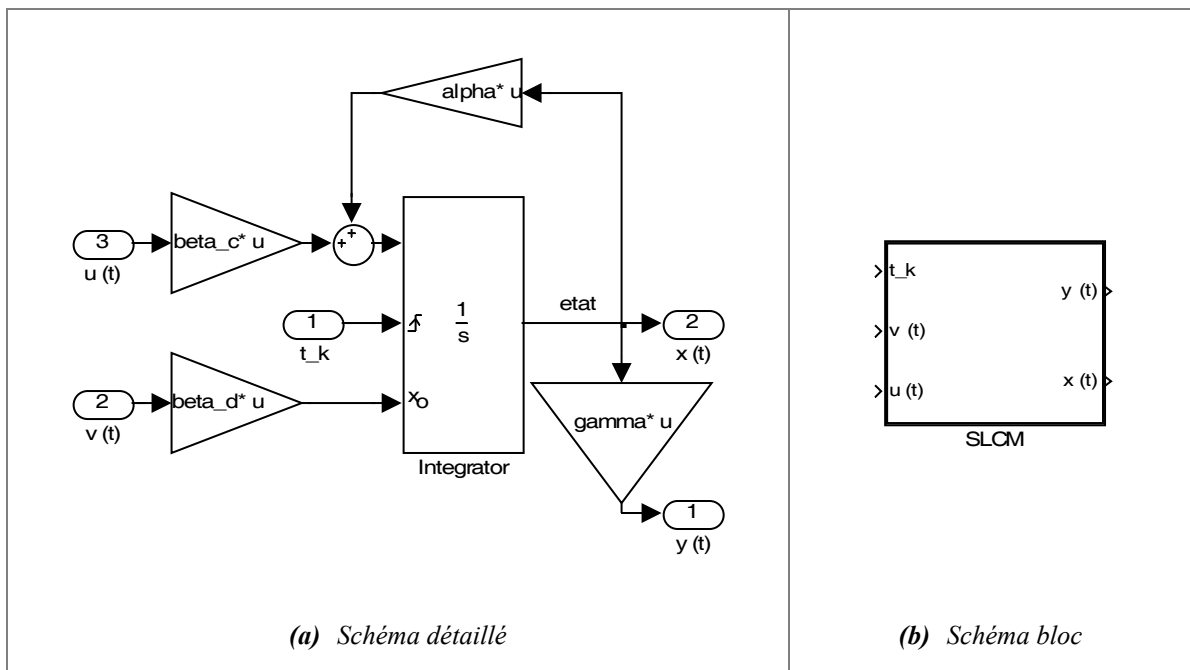 alpha* u
beta_c* u
+
+
3
u (t)
1
t_k
1
s
etat
2
x (t)
beta_d* u
xo
2
v (t)
gamma* u
Integrator
1
y (t)
(a) Schéma détaillé
t_k
y (t)
v (t)
x (t)
u (t)
SLCM
(b) Schéma bloc